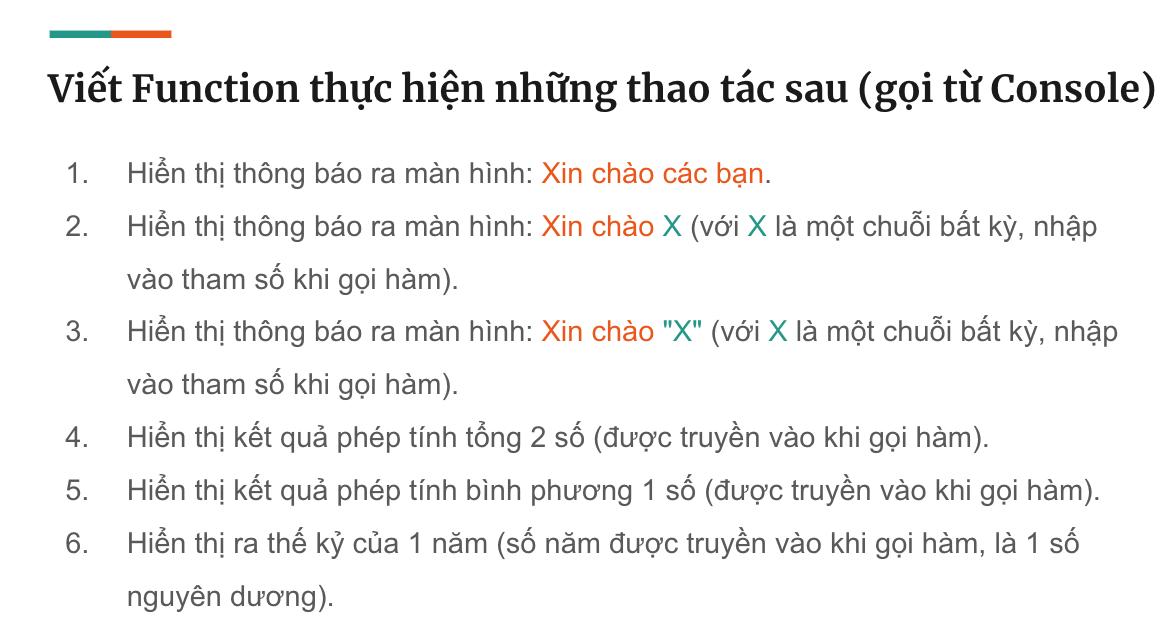 Viết Function thực hiện những thao tác sau (gọi từ Console)
1. Hiển thị thông báo ra màn hình: Xin chào các bạn.
2. Hiển thị thông báo ra màn hình: Xin chào X (với X là một chuỗi bất kỳ, nhập
vào tham số khi gọi hàm).
3. Hiển thị thông báo ra màn hình: Xin chào "X" (với X là một chuỗi bất kỳ, nhập
vào tham số khi gọi hàm).
4. Hiển thị kết quả phép tính tổng 2 số (được truyền vào khi gọi hàm).
5. Hiển thị kết quả phép tính bình phương 1 số (được truyền vào khi gọi hàm).
6. Hiển thị ra thế kỷ của 1 năm (số năm được truyền vào khi gọi hàm, là 1 số
nguyên dương).